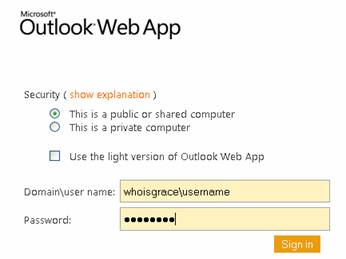 Microsoft®
Outlook Web App
Security ( show explanation )
This is a public or shared computer
This is a private computer
Use the light version of Outlook Web App
Domain\user name: whoisgrace\username
Password: ●●●●●●●●
Sign in